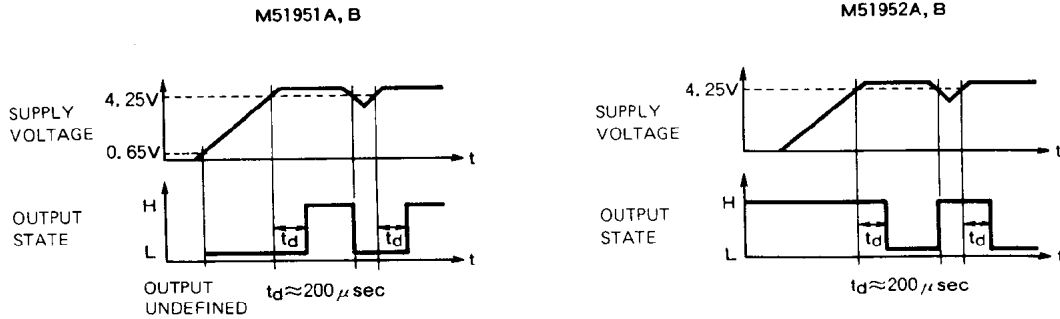 M51951A, B
4.25V
SUPPLY
VOLTAGE
0.65V
t
H
OUTPUT
STATE
td
td
L
t
OUTPUT
UNDEFINED
td≈200μsec
M51952A, B
4.25V
SUPPLY
VOLTAGE
t
H
OUTPUT
STATE
td
td
L
t
td≈200μsec